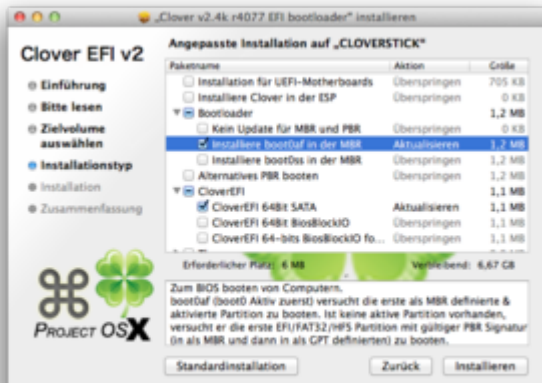 „Clover v2.4k r4077 EFI bootloader“ installieren
Clover EFI v2
Einführung
Bitte lesen
Zielvolume
auswählen
Installationstyp
Installation
Zusammenfassung
PROJECT OSX
Angepasste Installation auf „CLOVERSTICK“
Paketname Aktion Größe
Installation für UEFI-Motherboards Überspringen 705 KB
Installiere Clover in der ESP Überspringen 0 KB
Bootloader 1,2 MB
Kein Update für MBR und PBR Überspringen 0 KB
Installiere boot0af in der MBR Aktualisieren 1,2 MB
Installiere boot0ss in der MBR Überspringen 1,2 MB
Alternatives PBR booten Überspringen
CloverEFI 1,2 MB
CloverEFI 64Bit SATA Aktualisieren 1,1 MB
CloverEFI 64Bit BiosBlockIO Überspringen 1,1 MB
CloverEFI 64-bits BiosBlockIO fo... Überspringen 1,1 MB
Erforderlicher Platz: 6 MB Verbleibend: 6,67 GB
Zum BIOS booten von Computern.
boot0af (boot0 Aktiv zuerst) versucht die erste als MBR definierte &
aktivierte Partition zu booten. Ist keine aktive Partition vorhanden,
versucht er die erste EFI/FAT32/HFS Partition mit gültiger PBR Signatur
(in als MBR und dann in als GPT definierten) zu booten.
Standardinstallation Zurück Installieren